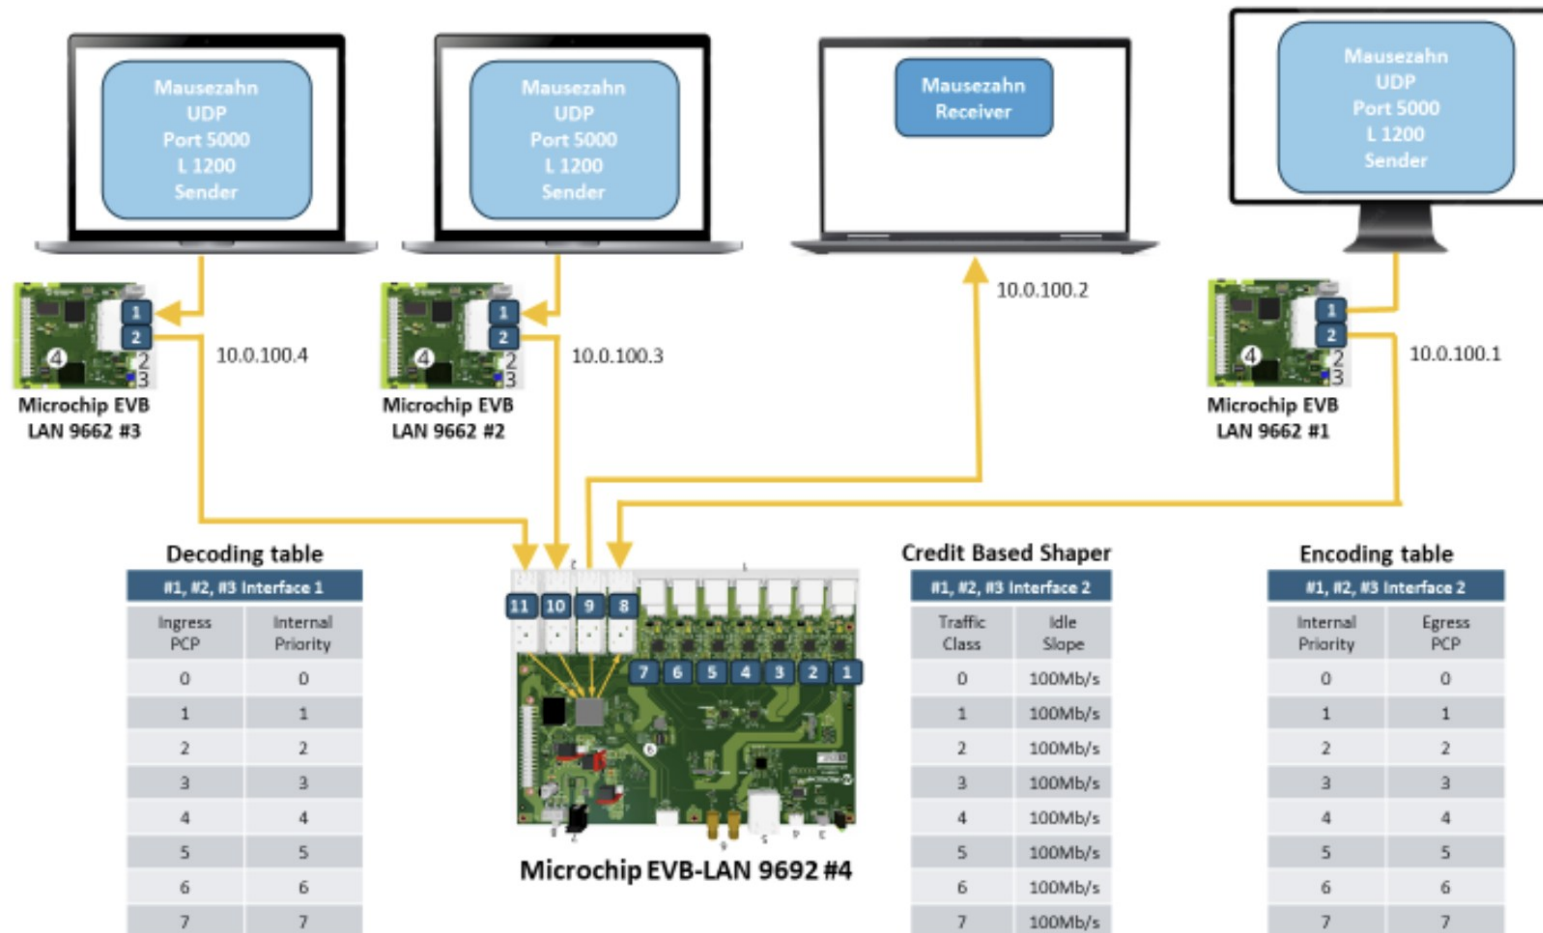 Mausezahn
UDP
Port 5000
L 1200
Sender
Mausezahn
UDP
Port 5000
L 1200
Sender
Mausezahn
Receiver
Mausezahn
UDP
Port 5000
L 1200
Sender
1
2
4
2
3
10.0.100.4
Microchip EVB
LAN 9662 #3
1
2
4
2
3
10.0.100.3
Microchip EVB
LAN 9662 #2
10.0.100.2
1
2
4
2
3
10.0.100.1
Microchip EVB
LAN 9662 #1
Decoding table
#1, #2, #3 Interface 1
Ingress PCP Internal Priority
0 0
1 1
2 2
3 3
4 4
5 5
6 6
7 7
11 10 9 8
7 6 5 4 3 2 1
6
Microchip EVB-LAN 9692 #4
Credit Based Shaper
#1, #2, #3 Interface 2
Traffic Class Idle Slope
0 100Mb/s
1 100Mb/s
2 100Mb/s
3 100Mb/s
4 100Mb/s
5 100Mb/s
6 100Mb/s
7 100Mb/s
Encoding table
#1, #2, #3 Interface 2
Internal Priority Egress PCP
0 0
1 1
2 2
3 3
4 4
5 5
6 6
7 7